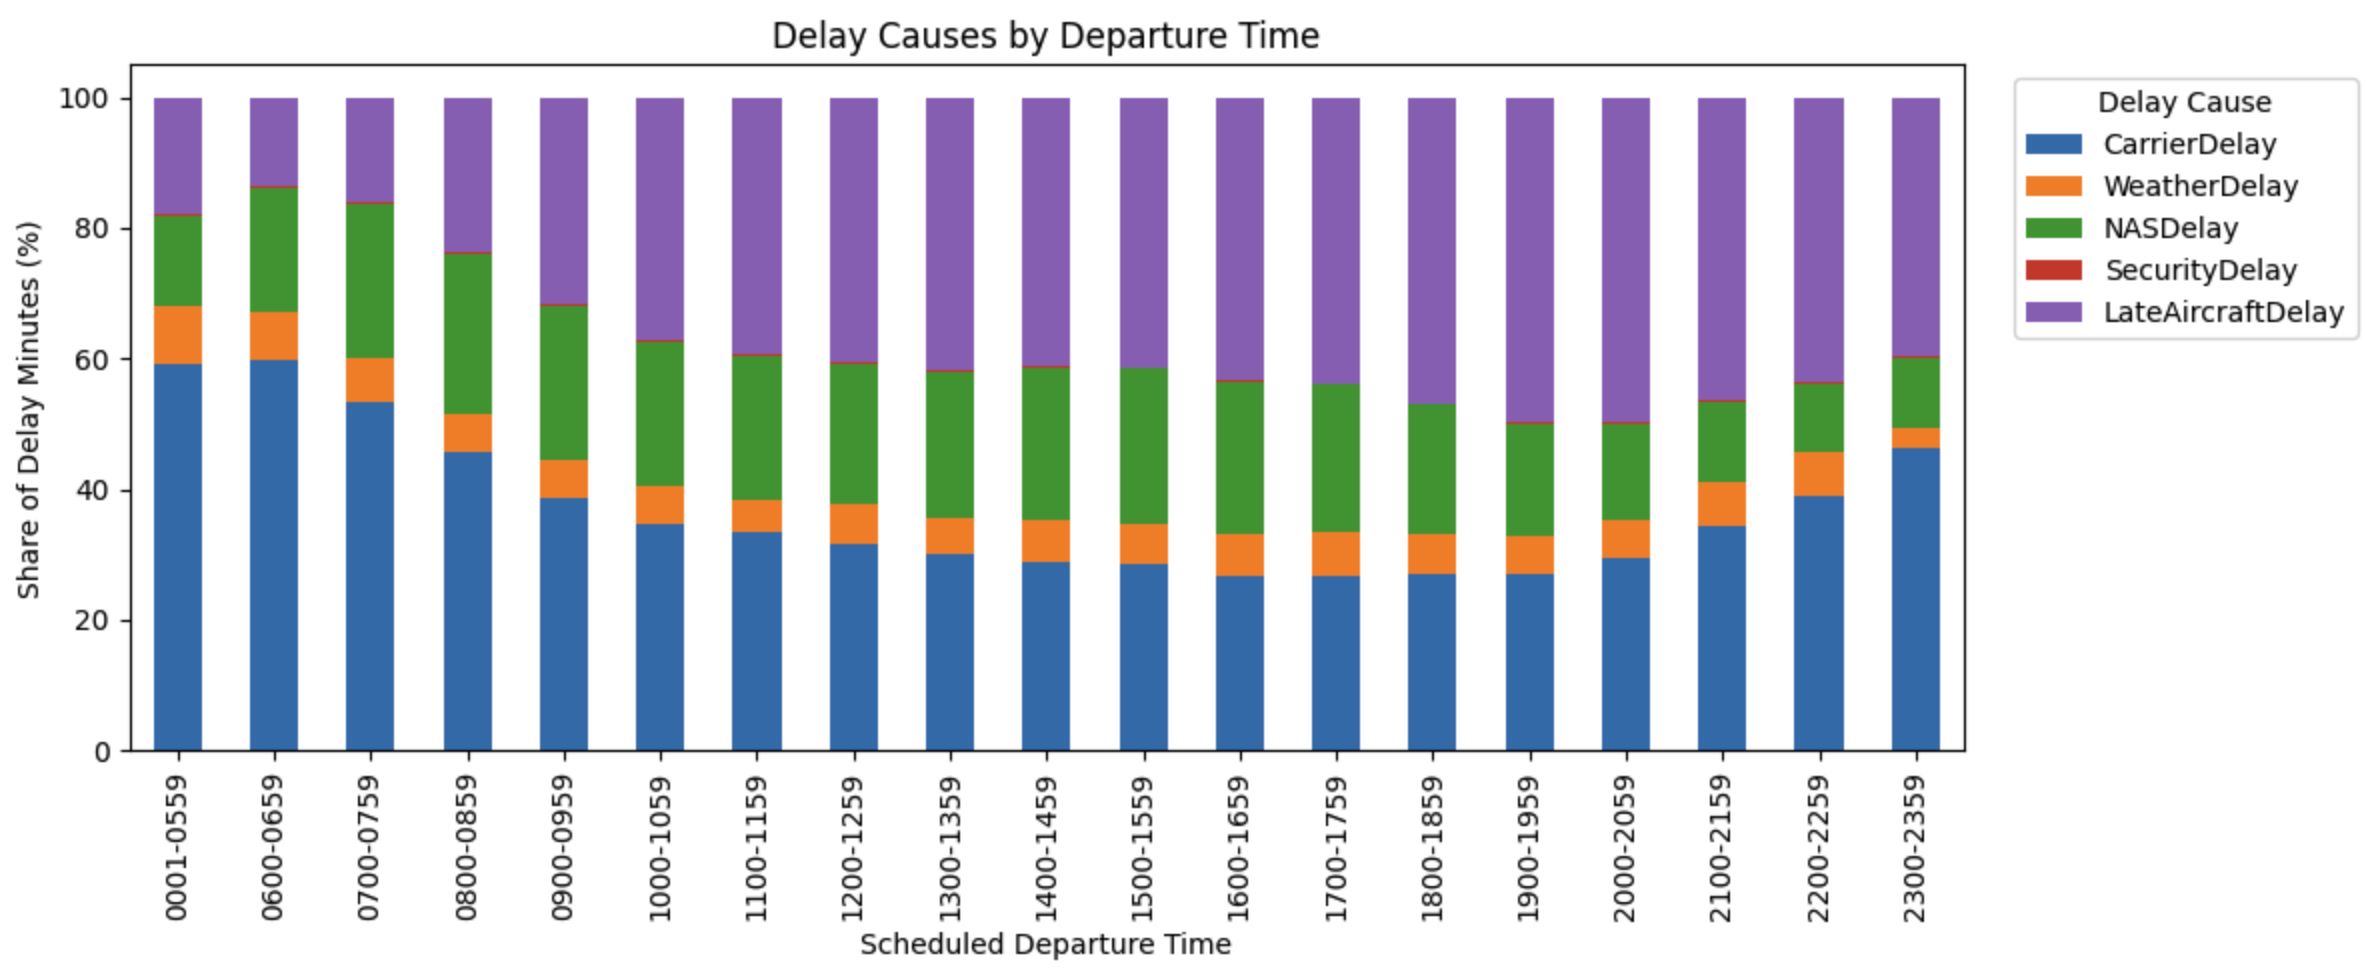 Delay Causes by Departure Time
Share of Delay Minutes (%)
100
80
60
40
20
0
0001-0559
0600-0659
0700-0759
0800-0859
0900-0959
1000-1059
1100-1159
1200-1259
1300-1359
1400-1459
1500-1559
1600-1659
1700-1759
1800-1859
1900-1959
2000-2059
2100-2159
2200-2259
2300-2359
Scheduled Departure Time
Delay Cause
CarrierDelay
WeatherDelay
NASDelay
SecurityDelay
LateAircraftDelay